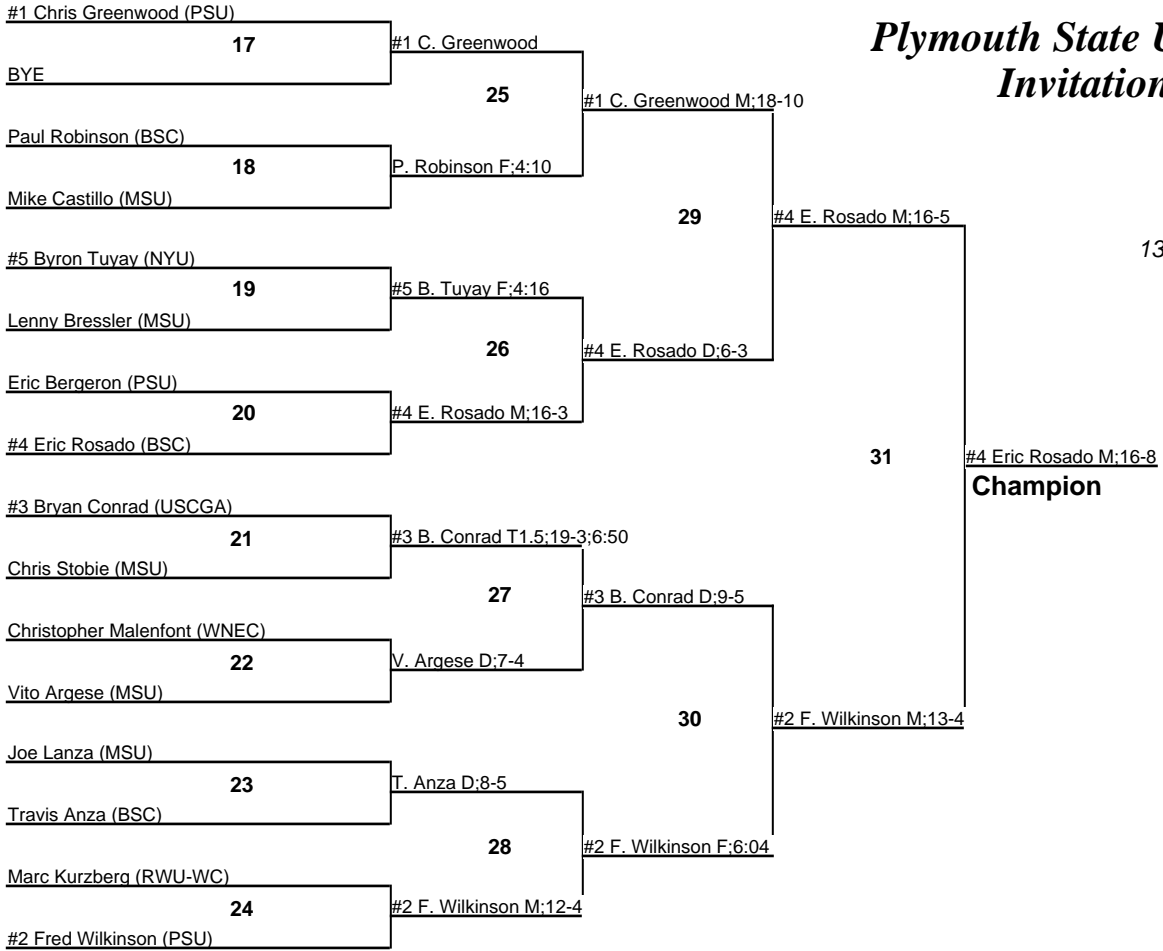 #1 Chris Greenwood (PSU)
17
BYE
#1 C. Greenwood
25
Paul Robinson (BSC)
18
Mike Castillo (MSU)
P. Robinson F;4:10
#1 C. Greenwood M;18-10
29
#5 Byron Tuyay (NYU)
19
Lenny Bressler (MSU)
#5 B. Tuyay F;4:16
26
Eric Bergeron (PSU)
20
#4 Eric Rosado (BSC)
#4 E. Rosado M;16-3
#4 E. Rosado D;6-3
#4 E. Rosado M;16-5
31
#3 Bryan Conrad (USCGA)
21
Chris Stobie (MSU)
#3 B. Conrad T1.5;19-3;6:50
27
Christopher Malenfont (WNEC)
22
Vito Argese (MSU)
V. Argese D;7-4
#3 B. Conrad D;9-5
30
Joe Lanza (MSU)
23
Travis Anza (BSC)
T. Anza D;8-5
28
Marc Kurzberg (RWU-WC)
24
#2 Fred Wilkinson (PSU)
#2 F. Wilkinson M;12-4
#2 F. Wilkinson F;6:04
#2 F. Wilkinson M;13-4
#4 Eric Rosado M;16-8
Champion
Plymouth State U
Invitation
13